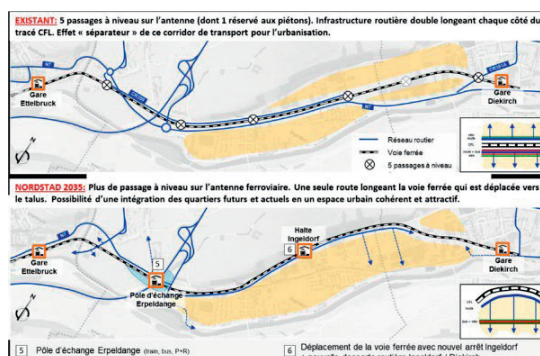 EXISTANT: 5 passages à niveau sur l'antenne (dont 1 réservé aux piétons). Infrastructure routière double longeant chaque côté du
tracé CFL. Effet « séparateur » de ce corridor de transport pour l'urbanisation.
Gare
Ettelbruck
Gare
Diekirch
Réseau routier
Voie ferrée
5 passages à niveau
NORDSTAD 2035: Plus de passage à niveau sur l'antenne ferroviaire. Une seule route longeant la voie ferrée qui est déplacée vers
le talus. Possibilité d'une intégration des quartiers futurs et actuels en un espace urbain cohérent et attractif.
Gare
Ettelbruck
5
Pôle d'échange
Erpeldange
Halte
Ingeldorf
6
Gare
Diekirch
5 Pôle d'échange Erpeldange (train, bus, P+R)
6 Déplacement de la voie ferrée avec nouvel arrêt Ingeldorf